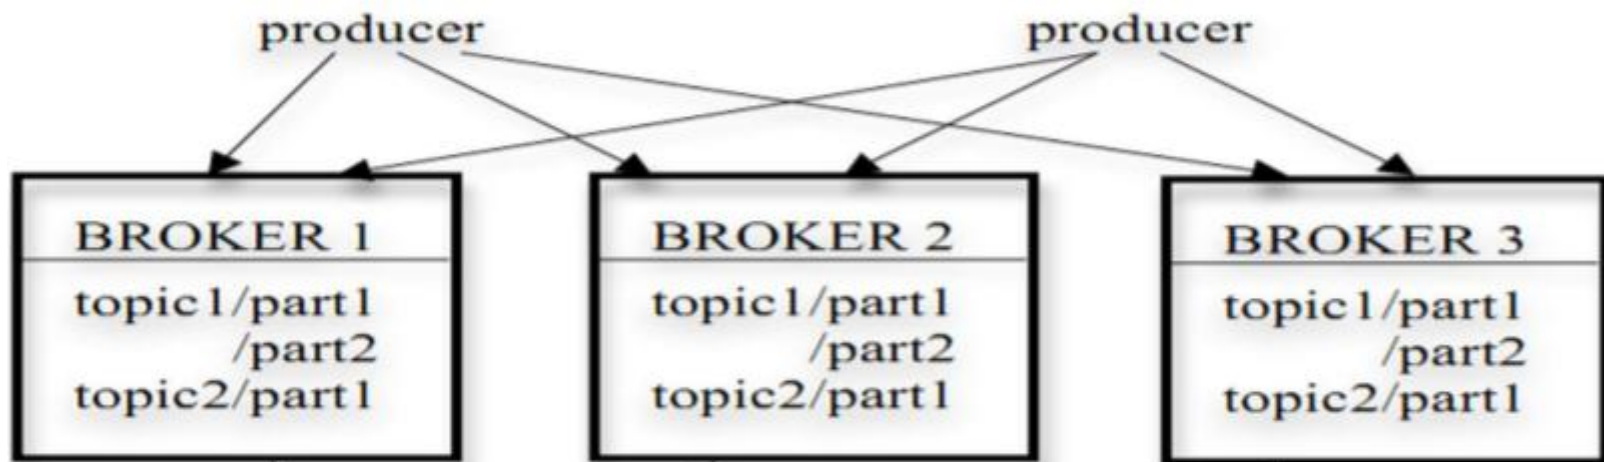 producer producer
BROKER 1
topic1/part1
/part2
topic2/part1
BROKER 2
topic1/part1
/part2
topic2/part1
BROKER 3
topic1/part1
/part2
topic2/part1